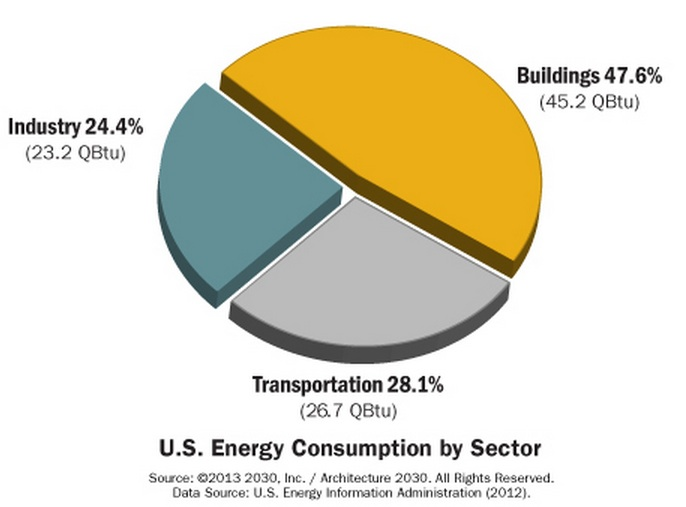 Buildings 47.6%
(45.2 QBtu)
Industry 24.4%
(23.2 QBtu)
Transportation 28.1%
(26.7 QBtu)
U.S. Energy Consumption by Sector
Source: ©2013 2030, Inc. / Architecture 2030. All Rights Reserved.
Data Source: U.S. Energy Information Administration (2012).